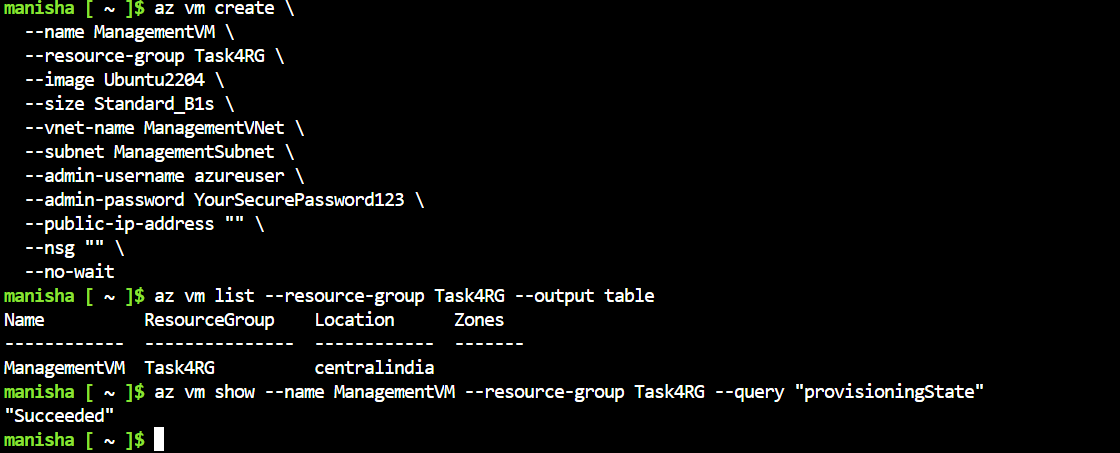 manisha [ ~ ]$ az vm create \
  --name ManagementVM \
  --resource-group Task4RG \
  --image Ubuntu2204 \
  --size Standard_B1s \
  --vnet-name ManagementVNet \
  --subnet ManagementSubnet \
  --admin-username azureuser \
  --admin-password YourSecurePassword123 \
  --public-ip-address "" \
  --nsg "" \
  --no-wait
manisha [ ~ ]$ az vm list --resource-group Task4RG --output table
Name          ResourceGroup    Location      Zones
------------  ---------------  ------------  -------
ManagementVM  Task4RG          centralindia
manisha [ ~ ]$ az vm show --name ManagementVM --resource-group Task4RG --query "provisioningState"
"Succeeded"
manisha [ ~ ]$